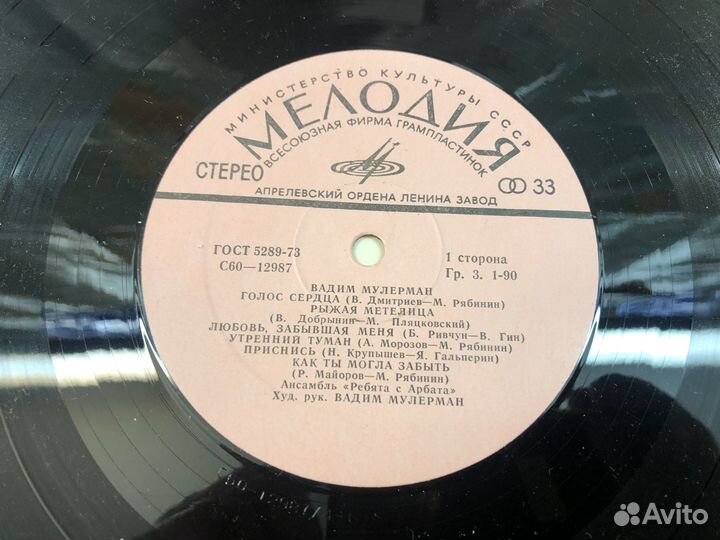 МИНИСТЕРСТВО КУЛЬТУРЫ СССР
МЕЛОДИЯ
ВСЕСОЮЗНАЯ ФИРМА ГРАМПЛАСТИНОК
СТЕРЕО
33
АПРЕЛЕВСКИЙ ОРДЕНА ЛЕНИНА ЗАВОД
ГОСТ 5289-73
С60—12987
1 сторона
Гр. 3. 1-90
ВАДИМ МУЛЕРМАН
ГОЛОС СЕРДЦА (В. Дмитриев—М. Рябинин)
РЫЖАЯ МЕТЕЛИЦА
(В. Добрынин—М. Пляцковский)
ЛЮБОВЬ, ЗАБЫВШАЯ МЕНЯ (Б. Ривчун—В. Гин)
УТРЕННИЙ ТУМАН (А. Морозов—М. Рябинин)
ПРИСНИСЬ (Н. Крупышев—Я. Гальперин)
КАК ТЫ МОГЛА ЗАБЫТЬ
(Р. Майоров—М. Рябинин)
Ансамбль «Ребята с Арбата»
Худ. рук. ВАДИМ МУЛЕРМАН
Avito